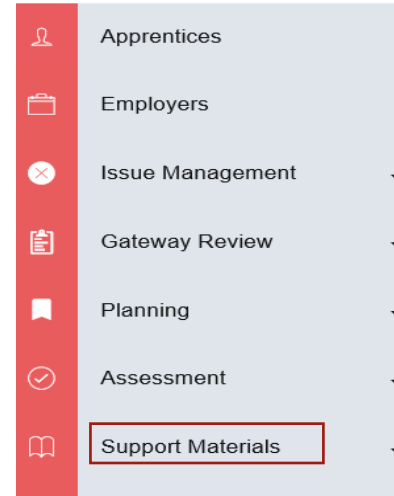 Apprentices
Employers
Issue Management
Gateway Review
Planning
Assessment
Support Materials